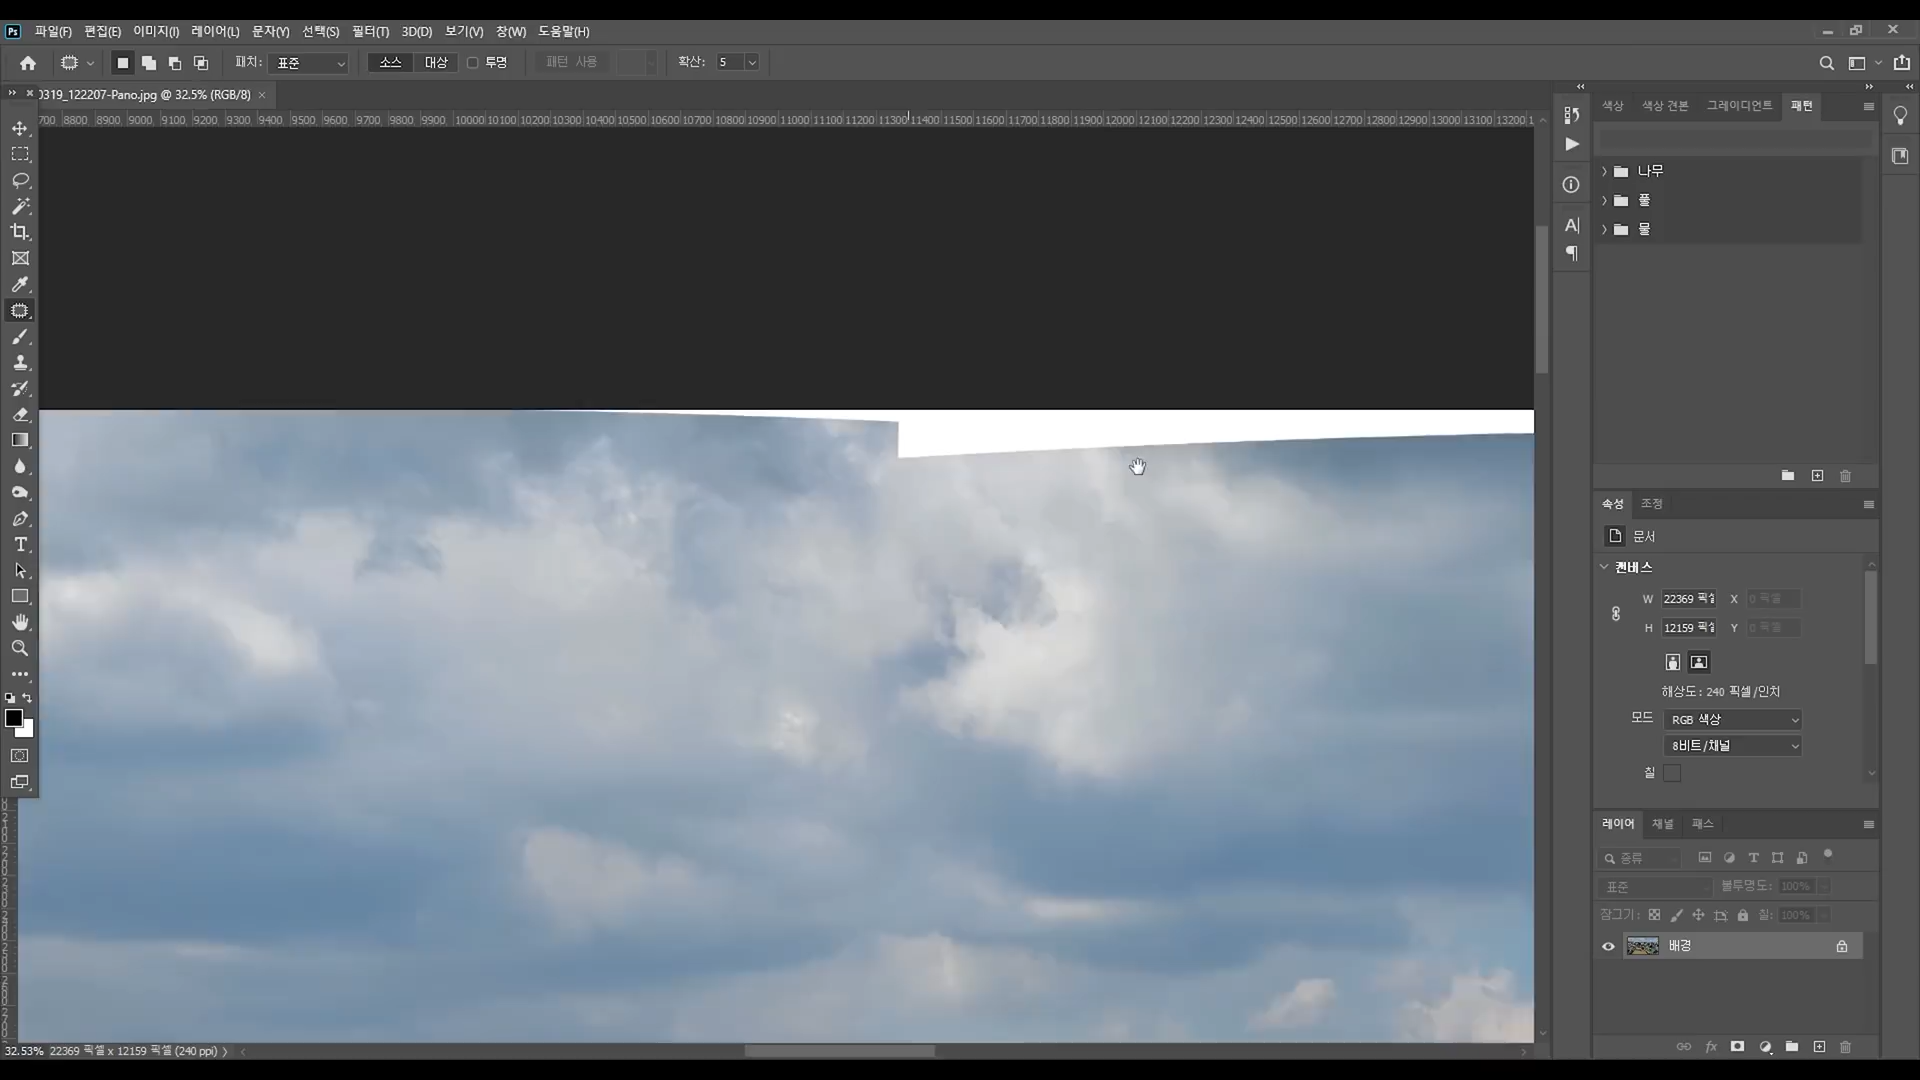 Ps 파일(F) 편집(E) 이미지(I) 레이어(L) 문자(Y) 선택(S) 필터(T) 3D(D) 보기(V) 창(W) 도움말(H)
패치: 표준 소스 대상 투명 패턴 사용 확산: 5
0319_122207-Pano.jpg @ 32.5% (RGB/8) ×
700 8800 8900 9000 9100 9200 9300 9400 9500 9600 9700 9800 9900 10000 10100 10200 10300 10400 10500 10600 10700 10800 10900 11000 11100 11200 11300 11400 11500 11600 11700 11800 11900 12000 12100 12200 12300 12400 12500 12600 12700 12800 12900 13000 13100 13200
색상 색상 견본 그레이디언트 패턴
나무
풀
물
속성 조정
문서
캔버스
W 22369 픽셀 X 0 픽셀
H 12159 픽셀 Y 0 픽셀
해상도: 240 픽셀/인치
모드 RGB 색상
8비트/채널
칠
레이어 채널 패스
종류
표준 불투명도: 100%
잠그기: 칠: 100%
배경
fx
32.53% 22369 픽셀 x 12159 픽셀 (240 ppi)